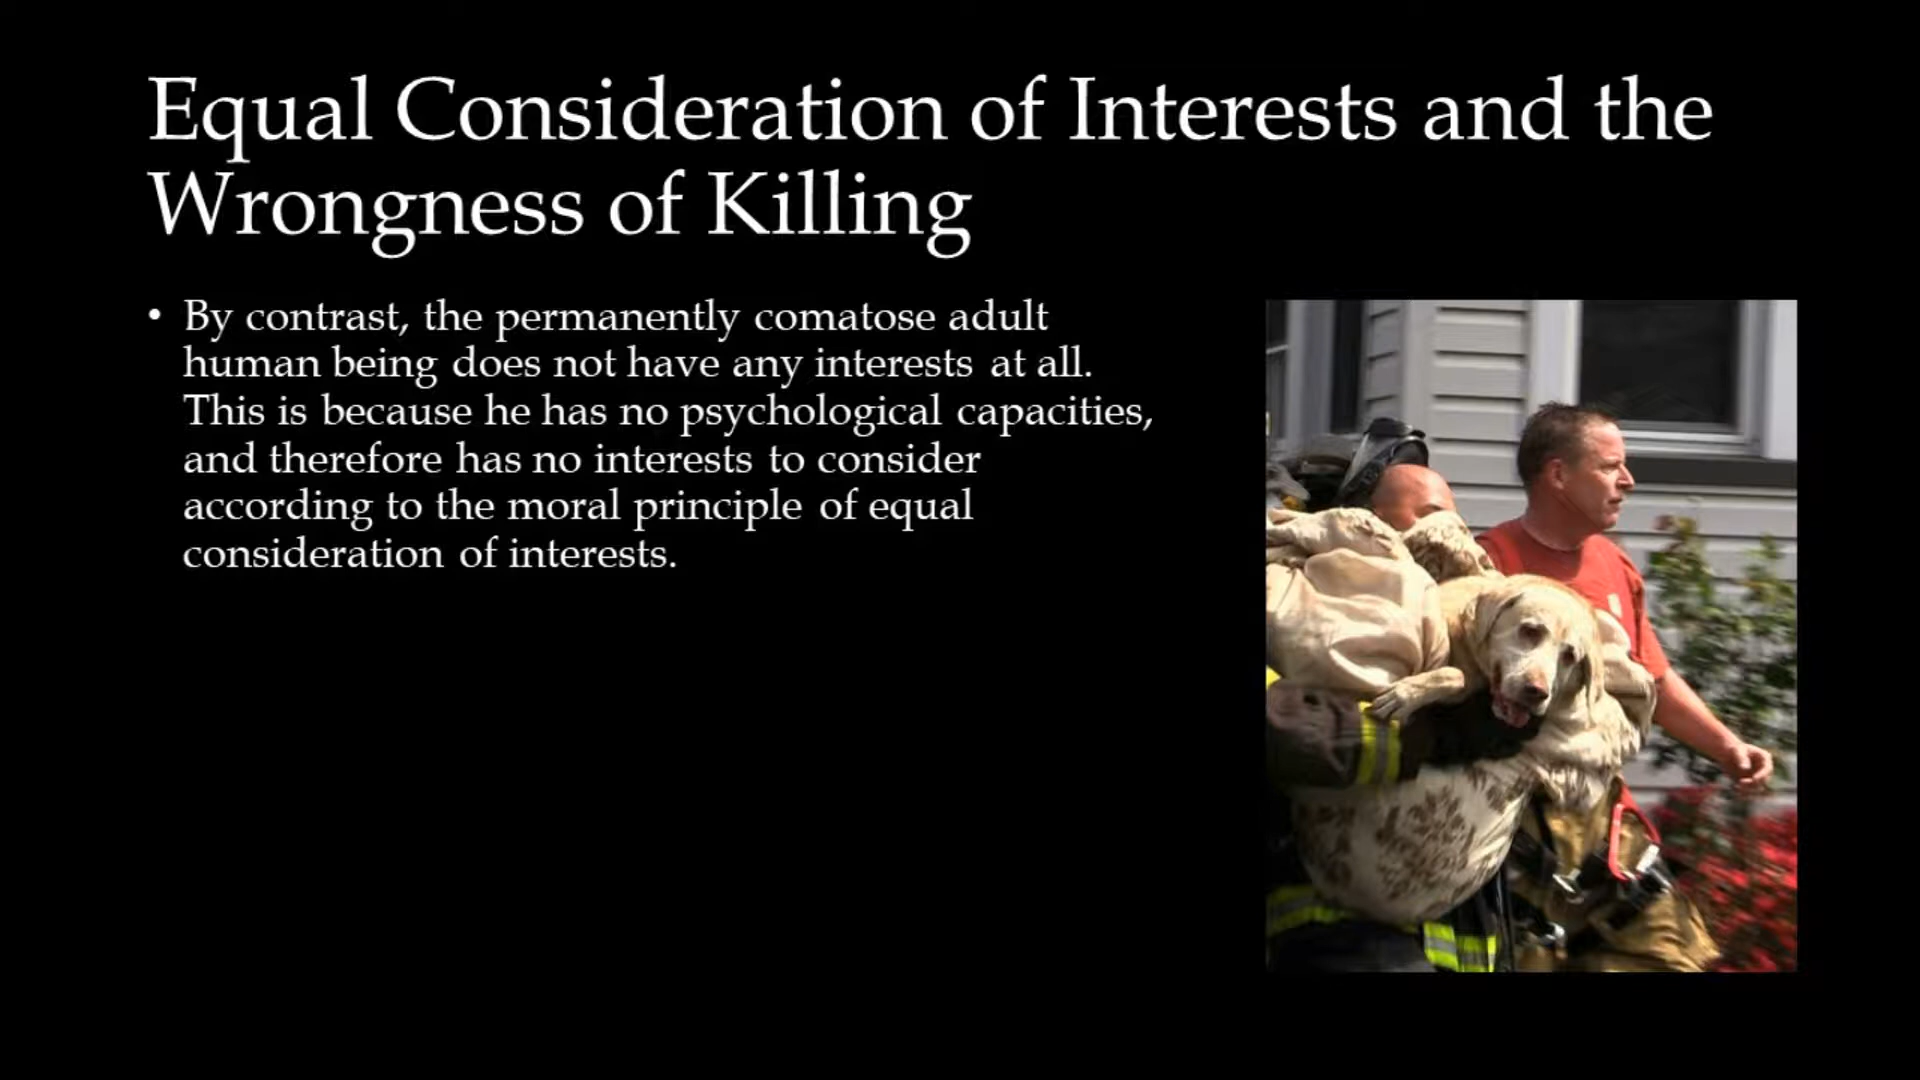 Equal Consideration of Interests and the
Wrongness of Killing
• By contrast, the permanently comatose adult
human being does not have any interests at all.
This is because he has no psychological capacities,
and therefore has no interests to consider
according to the moral principle of equal
consideration of interests.